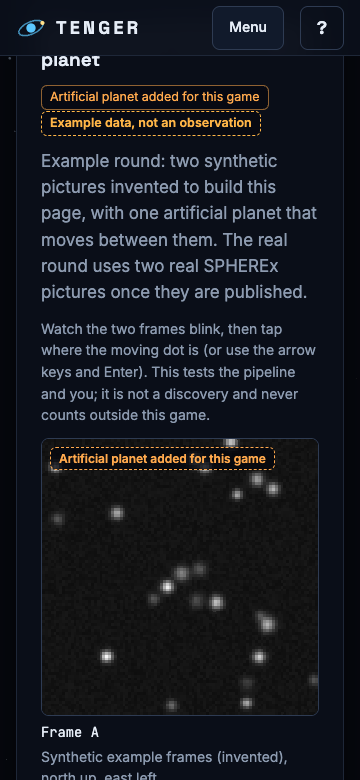 TENGER
Menu
?
planet
Artificial planet added for this game
Example data, not an observation
Example round: two synthetic
pictures invented to build this
page, with one artificial planet that
moves between them. The real
round uses two real SPHEREx
pictures once they are published.
Watch the two frames blink, then tap
where the moving dot is (or use the arrow
keys and Enter). This tests the pipeline
and you; it is not a discovery and never
counts outside this game.
Artificial planet added for this game
Frame A
Synthetic example frames (invented),
north up, east left